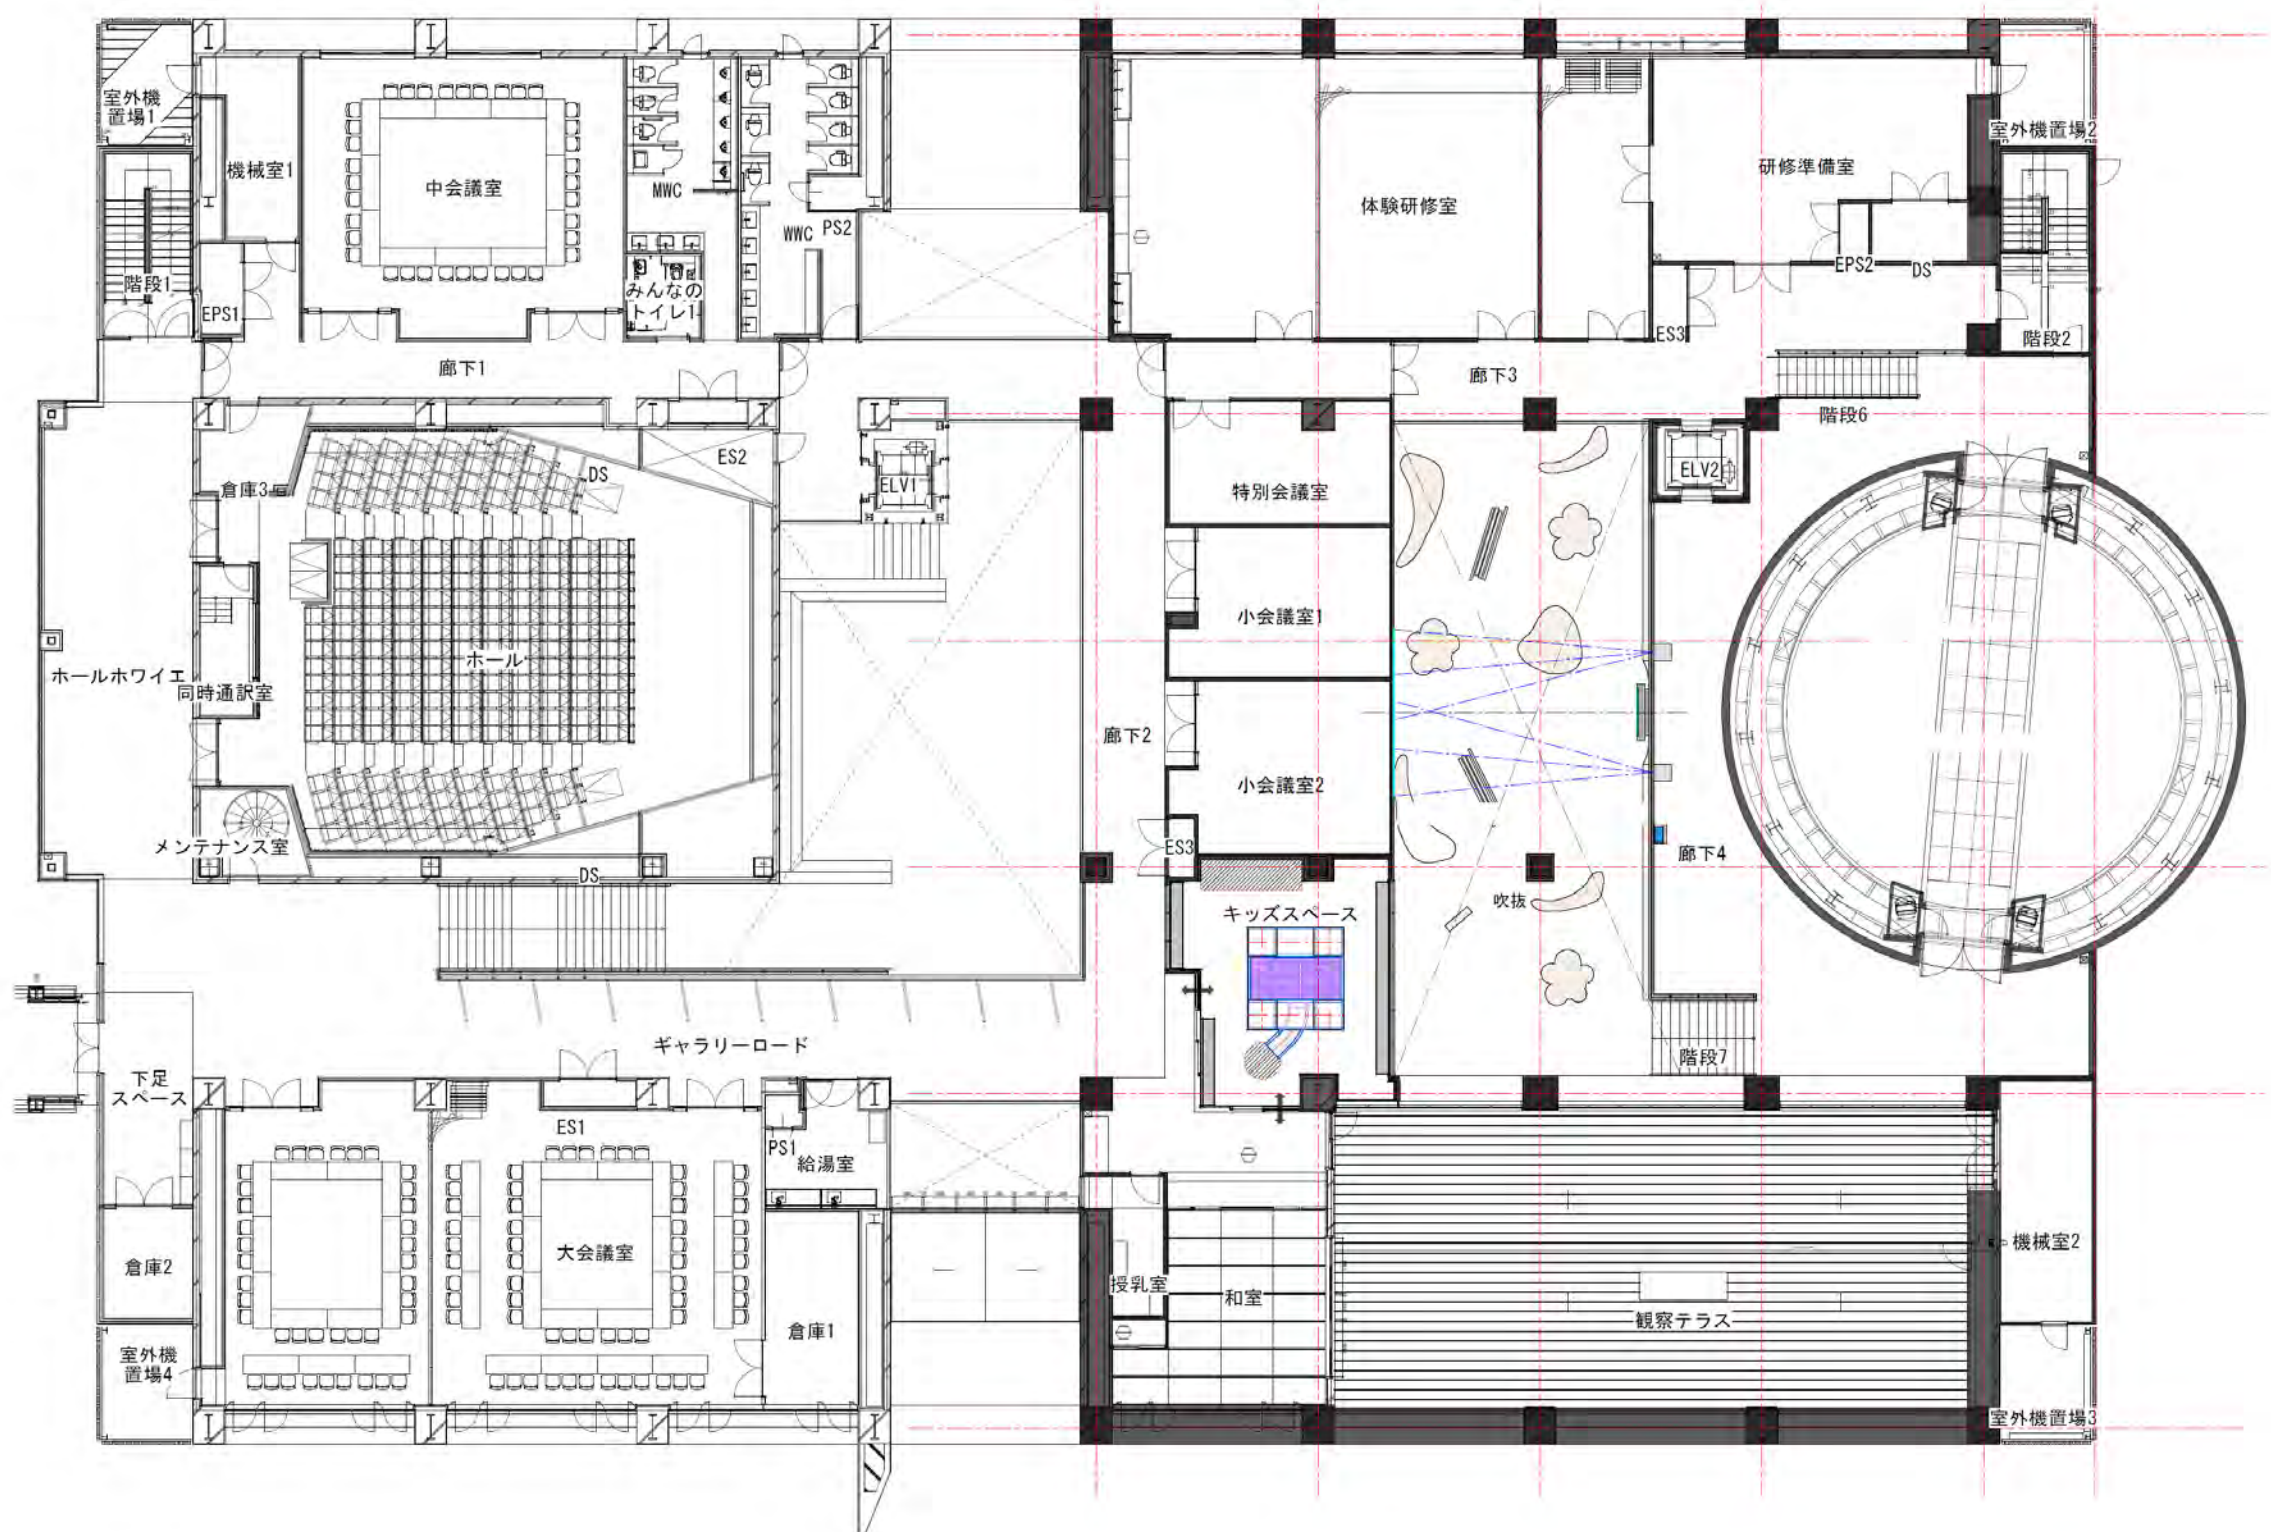 室外機
置場1
機械室1
中会議室
MWC
WWC
PS2
みんなの
トイレ1
階段1
EPS1
体験研修室
研修準備室
室外機置場2
EPS2
DS
ES3
階段2
廊下1
廊下3
階段6
倉庫3
DS
ES2
ELV1
特別会議室
ELV2
小会議室1
ホールホワイエ
同時通訳室
ホール
廊下2
小会議室2
メンテナンス室
DS
ES3
廊下4
キッズスペース
吹抜
ギャラリーロード
階段7
下足
スペース
ES1
PS1
給湯室
倉庫2
大会議室
倉庫1
授乳室
和室
観察テラス
機械室2
室外機
置場4
室外機置場3